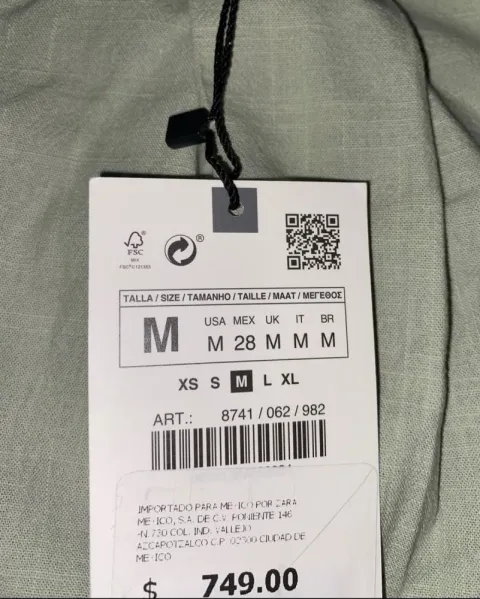 FSC
MIX
®
TALLA / SIZE / TAMANHO / TAILLE / MAAT / ΜΕΓΕΘΟΣ
M
USA MEX UK IT BR
M 28 M M M
XS S M L XL
ART.: 8741 / 062 / 982
IMPORTADO PARA MEXICO POR ZARA
MEXICO, S.A. DE C.V. PONIENTE 146
N.730 COL. IND. VALLEJO
AZCAPOTZALCO C.P. 02300 CIUDAD DE
MEXICO
$ 749.00